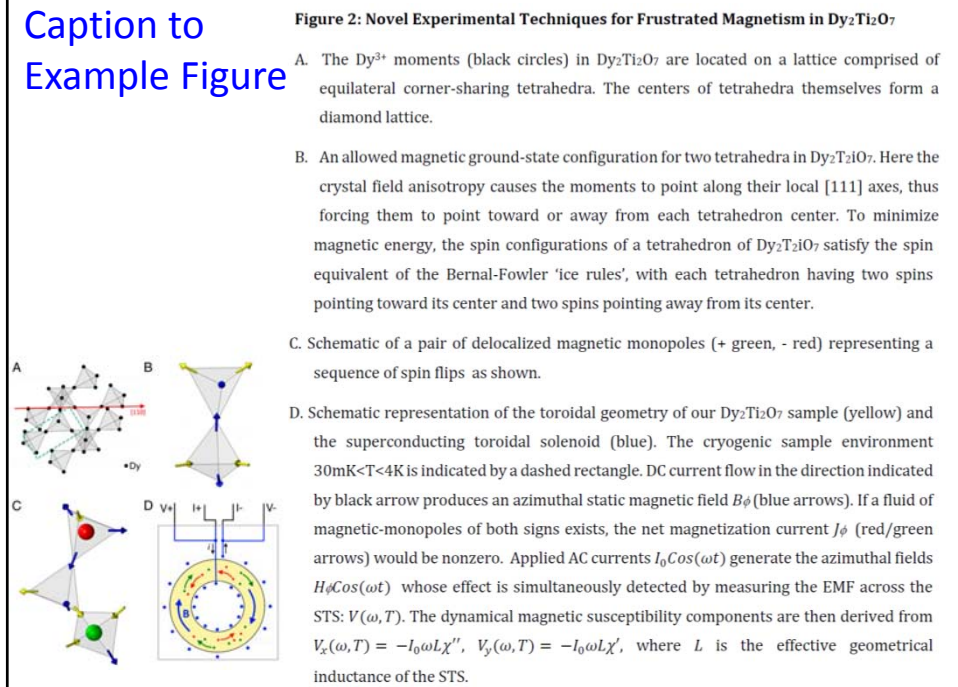 Caption to
Example Figure
Figure 2: Novel Experimental Techniques for Frustrated Magnetism in Dy₂Ti₂O₇
A. The Dy³⁺ moments (black circles) in Dy₂Ti₂O₇ are located on a lattice comprised of
equilateral corner-sharing tetrahedra. The centers of tetrahedra themselves form a
diamond lattice.
B. An allowed magnetic ground-state configuration for two tetrahedra in Dy₂T₂iO₇. Here the
crystal field anisotropy causes the moments to point along their local [111] axes, thus
forcing them to point toward or away from each tetrahedron center. To minimize
magnetic energy, the spin configurations of a tetrahedron of Dy₂T₂iO₇ satisfy the spin
equivalent of the Bernal-Fowler 'ice rules', with each tetrahedron having two spins
pointing toward its center and two spins pointing away from its center.
C. Schematic of a pair of delocalized magnetic monopoles (+ green, - red) representing a
sequence of spin flips as shown.
D. Schematic representation of the toroidal geometry of our Dy₂Ti₂O₇ sample (yellow) and
the superconducting toroidal solenoid (blue). The cryogenic sample environment
30mK<T<4K is indicated by a dashed rectangle. DC current flow in the direction indicated
by black arrow produces an azimuthal static magnetic field Bϕ (blue arrows). If a fluid of
magnetic-monopoles of both signs exists, the net magnetization current Jϕ (red/green
arrows) would be nonzero. Applied AC currents I₀Cos(ωt) generate the azimuthal fields
HϕCos(ωt) whose effect is simultaneously detected by measuring the EMF across the
STS: V(ω,T). The dynamical magnetic susceptibility components are then derived from
Vₓ(ω,T) = −I₀ωLχ′′, Vᵧ(ω,T) = −I₀ωLχ′, where L is the effective geometrical
inductance of the STS.
A
B
•Dy
C
D
V+ I+ I- V-
B